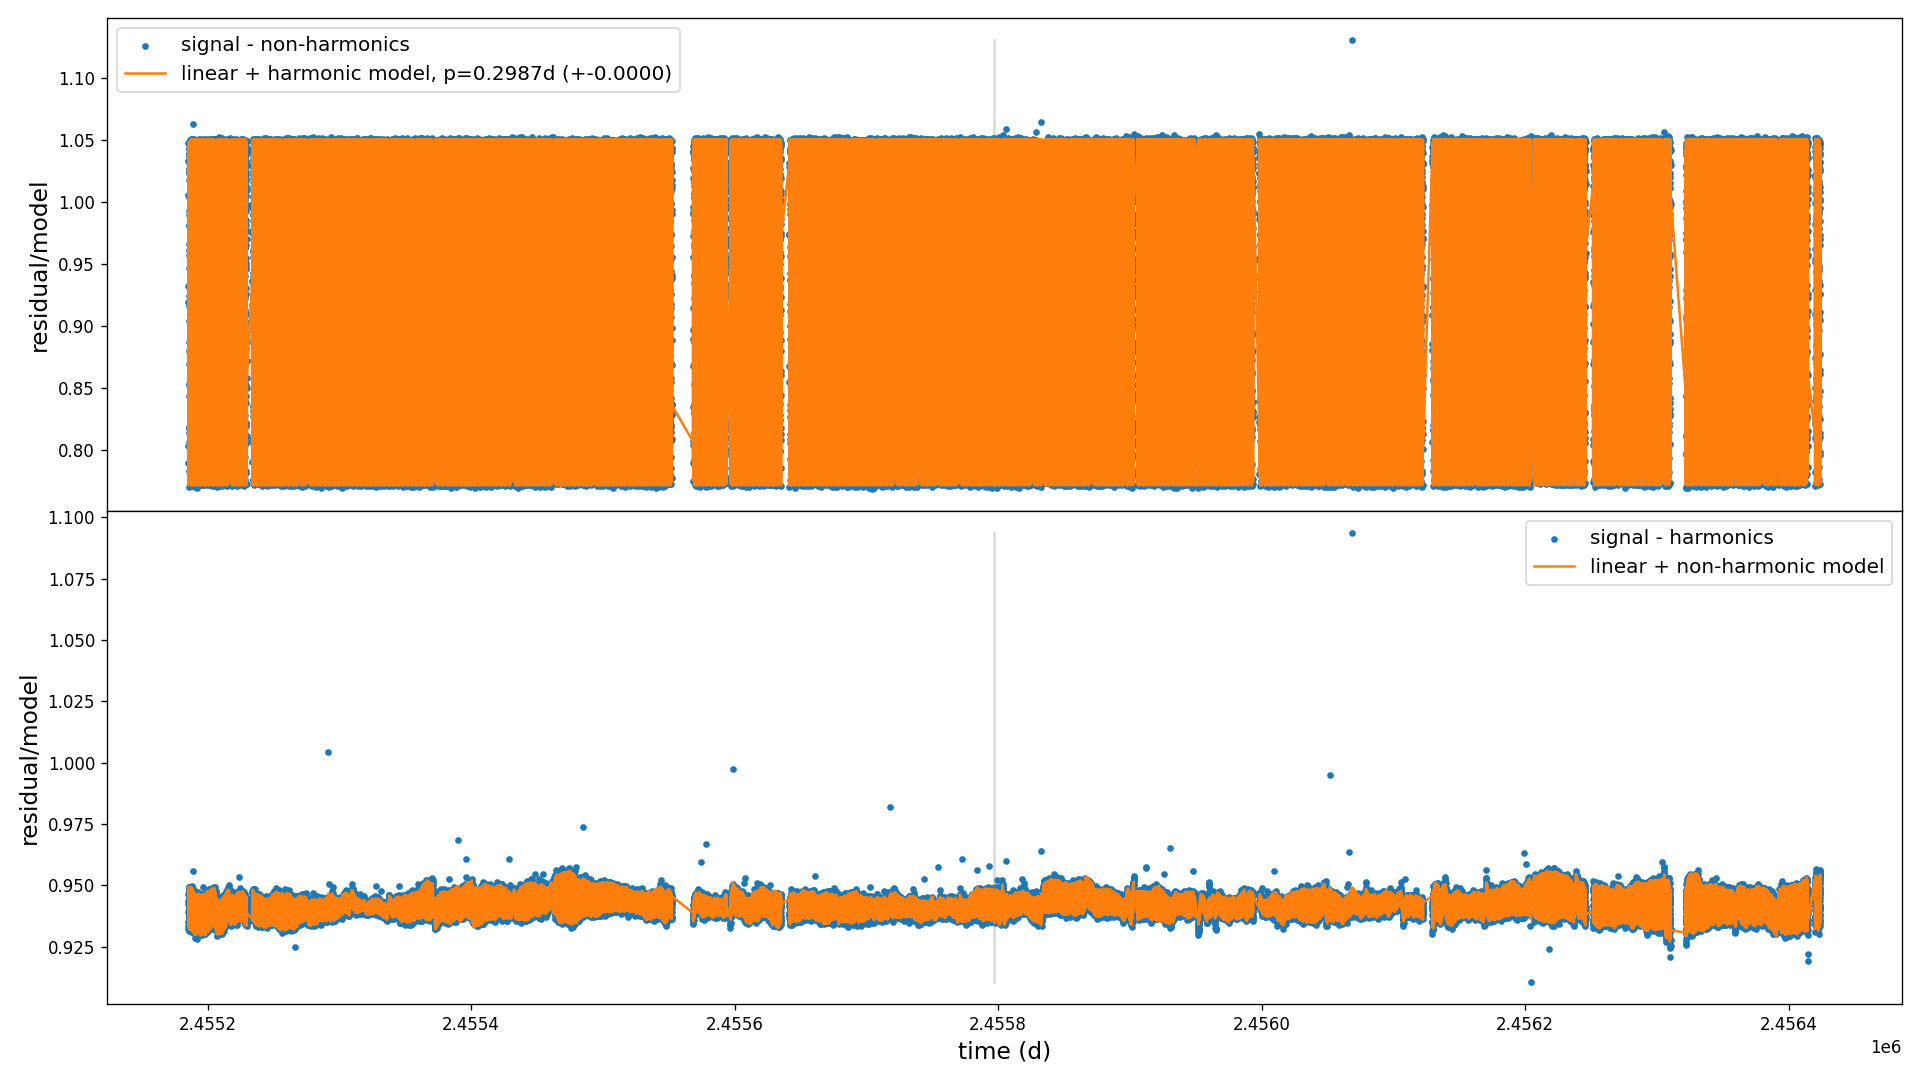 signal - non-harmonics
linear + harmonic model, p=0.2987d (+-0.0000)
1.10
1.05
1.00
0.95
0.90
0.85
0.80
residual/model
signal - harmonics
linear + non-harmonic model
1.100
1.075
1.050
1.025
1.000
0.975
0.950
0.925
residual/model
2.4552
2.4554
2.4556
2.4558
2.4560
2.4562
2.4564
time (d)
1e6